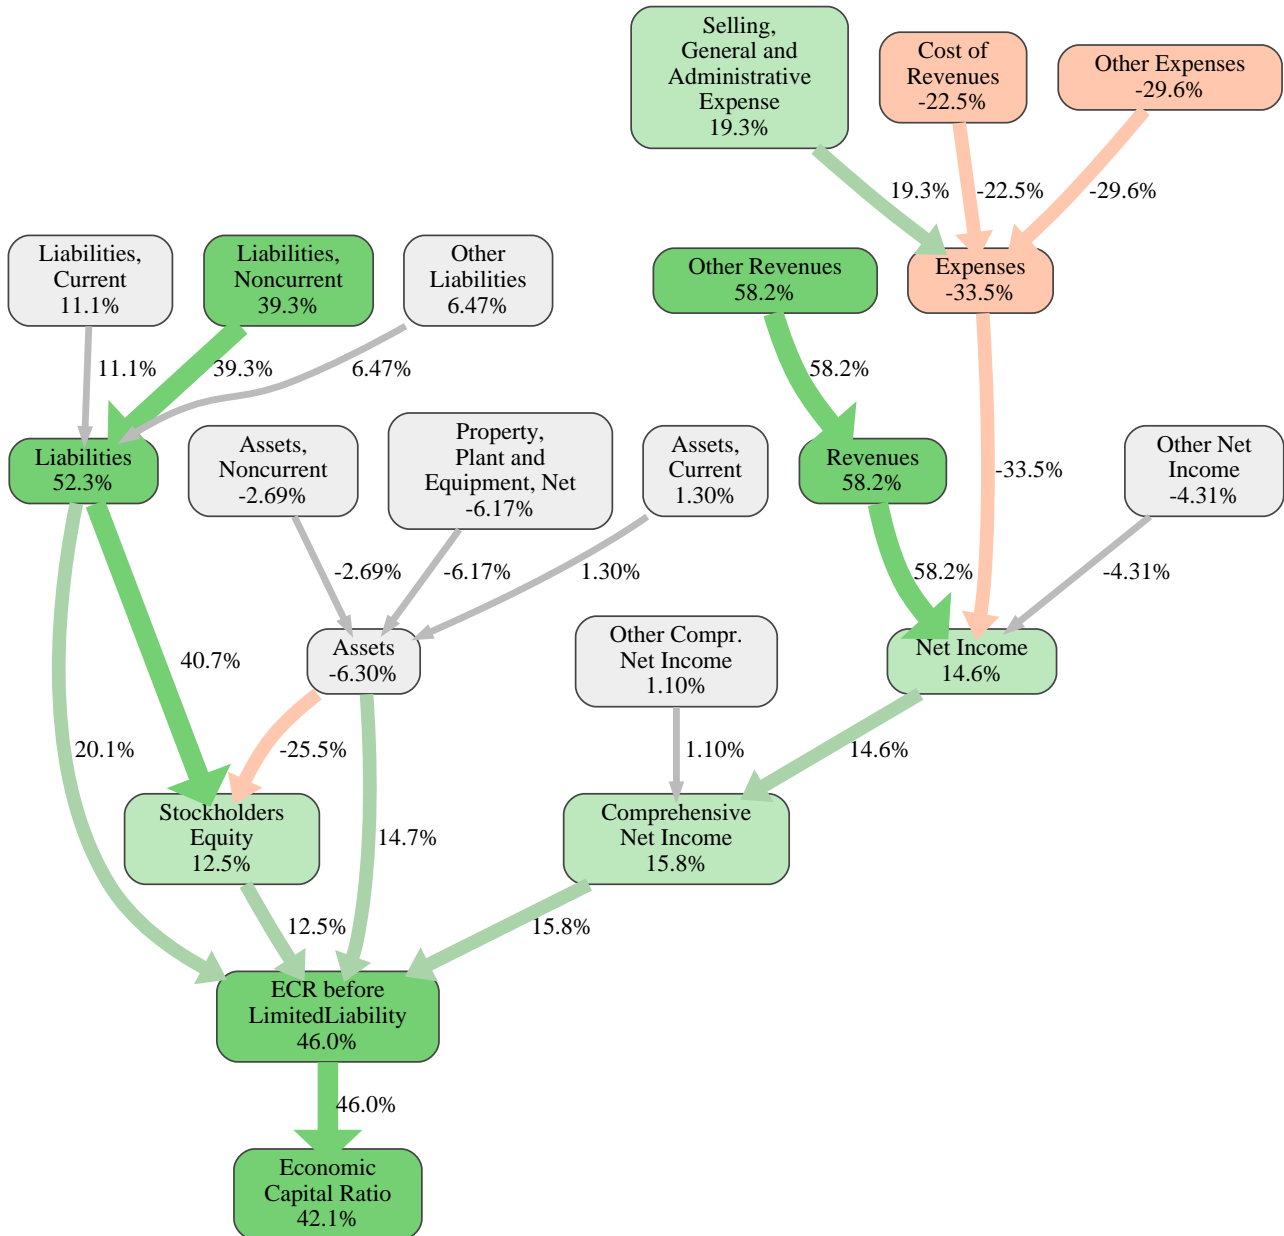 Selling,
General and
Administrative
Expense
19.3%
Cost of
Revenues
-22.5%
Other Expenses
-29.6%
19.3%
-22.5%
-29.6%
Liabilities,
Current
11.1%
Liabilities,
Noncurrent
39.3%
Other
Liabilities
6.47%
Other Revenues
58.2%
Expenses
-33.5%
11.1%
39.3%
6.47%
58.2%
-33.5%
Liabilities
52.3%
Assets,
Noncurrent
-2.69%
Property,
Plant and
Equipment, Net
-6.17%
Assets,
Current
1.30%
Revenues
58.2%
Other Net
Income
-4.31%
-2.69%
-6.17%
1.30%
58.2%
-4.31%
Assets
-6.30%
Other Compr.
Net Income
1.10%
Net Income
14.6%
40.7%
20.1%
-25.5%
1.10%
14.6%
Stockholders
Equity
12.5%
14.7%
Comprehensive
Net Income
15.8%
12.5%
15.8%
ECR before
LimitedLiability
46.0%
46.0%
Economic
Capital Ratio
42.1%